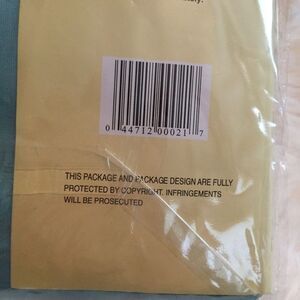 0 44712 00021 7
THIS PACKAGE AND PACKAGE DESIGN ARE FULLY
PROTECTED BY COPYRIGHT. INFRINGEMENTS
WILL BE PROSECUTED